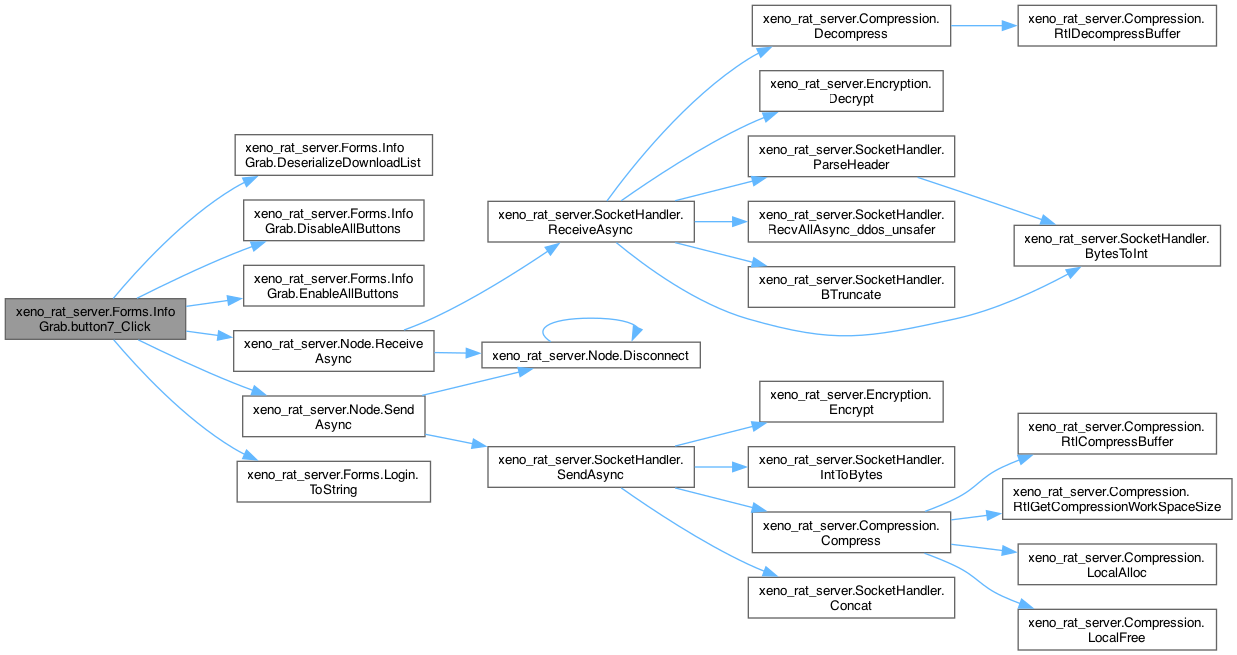 xeno_rat_server.Forms.Info
Grab.button7_Click
xeno_rat_server.Forms.Info
Grab.DeserializeDownloadList
xeno_rat_server.Forms.Info
Grab.DisableAllButtons
xeno_rat_server.Forms.Info
Grab.EnableAllButtons
xeno_rat_server.Node.Receive
Async
xeno_rat_server.Node.Send
Async
xeno_rat_server.Forms.Login.
ToString
xeno_rat_server.SocketHandler.
ReceiveAsync
xeno_rat_server.Node.Disconnect
xeno_rat_server.SocketHandler.
SendAsync
xeno_rat_server.Compression.
Decompress
xeno_rat_server.Encryption.
Decrypt
xeno_rat_server.SocketHandler.
ParseHeader
xeno_rat_server.SocketHandler.
RecvAllAsync_ddos_unsafer
xeno_rat_server.SocketHandler.
BTruncate
xeno_rat_server.Encryption.
Encrypt
xeno_rat_server.SocketHandler.
IntToBytes
xeno_rat_server.Compression.
Compress
xeno_rat_server.SocketHandler.
Concat
xeno_rat_server.Compression.
RtlDecompressBuffer
xeno_rat_server.SocketHandler.
BytesToInt
xeno_rat_server.Compression.
RtlCompressBuffer
xeno_rat_server.Compression.
RtlGetCompressionWorkSpaceSize
xeno_rat_server.Compression.
LocalAlloc
xeno_rat_server.Compression.
LocalFree